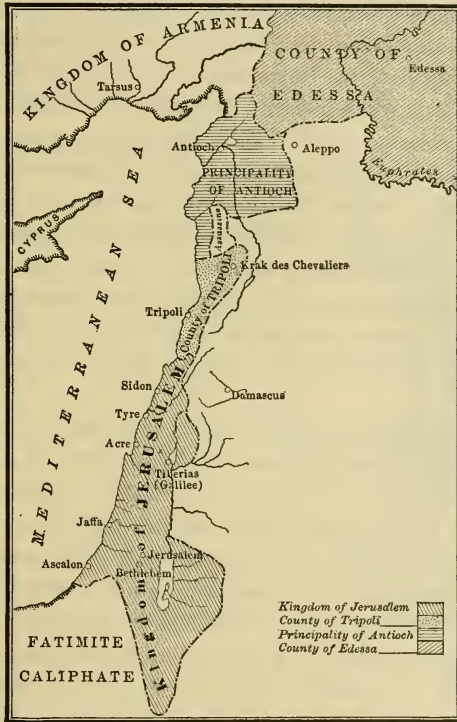 KINGDOM OF ARMENIA
Tarsus
COUNTY OF
EDESSA
Edessa
Antioch
Aleppo
PRINCIPALITY
OF ANTIOCH
Euphrates
CYPRUS
MEDITERRANEAN SEA
Assassins
Krak des Chevaliers
County of TRIPOLI
Tripoli
Sidon
Damascus
Tyre
Acre
Tiberias
(Galilee)
Kingdom of JERUSALEM
Jaffa
Jerusalem
Ascalon
Bethlehem
FATIMITE
CALIPHATE
Kingdom of Jerusalem
County of Tripoli
Principality of Antioch
County of Edessa